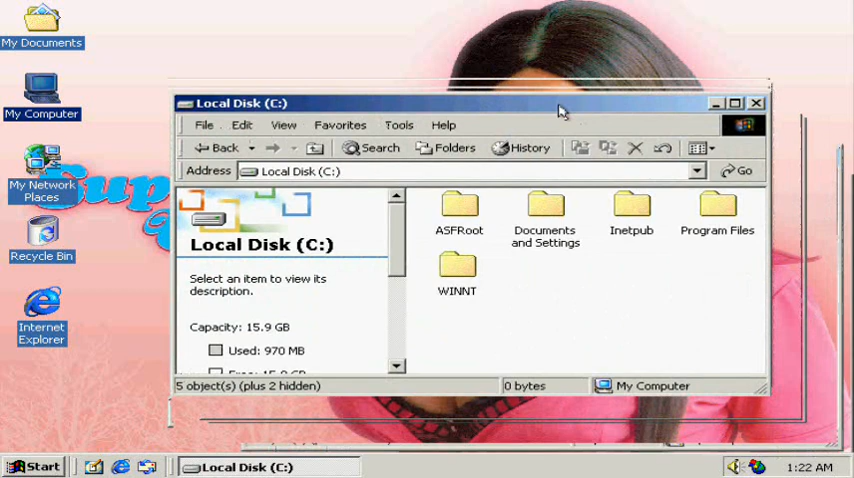 My Documents
My Computer
My Network
Places
Recycle Bin
Internet
Explorer
Sup
Local Disk (C:)
File Edit View Favorites Tools Help
Back Search Folders History
Address Local Disk (C:) Go
Local Disk (C:)
Select an item to view its
description.
Capacity: 15.9 GB
Used: 970 MB
ASFRoot
Documents
and Settings
Inetpub
Program Files
WINNT
5 object(s) (plus 2 hidden) 0 bytes My Computer
Start Local Disk (C:) 1:22 AM